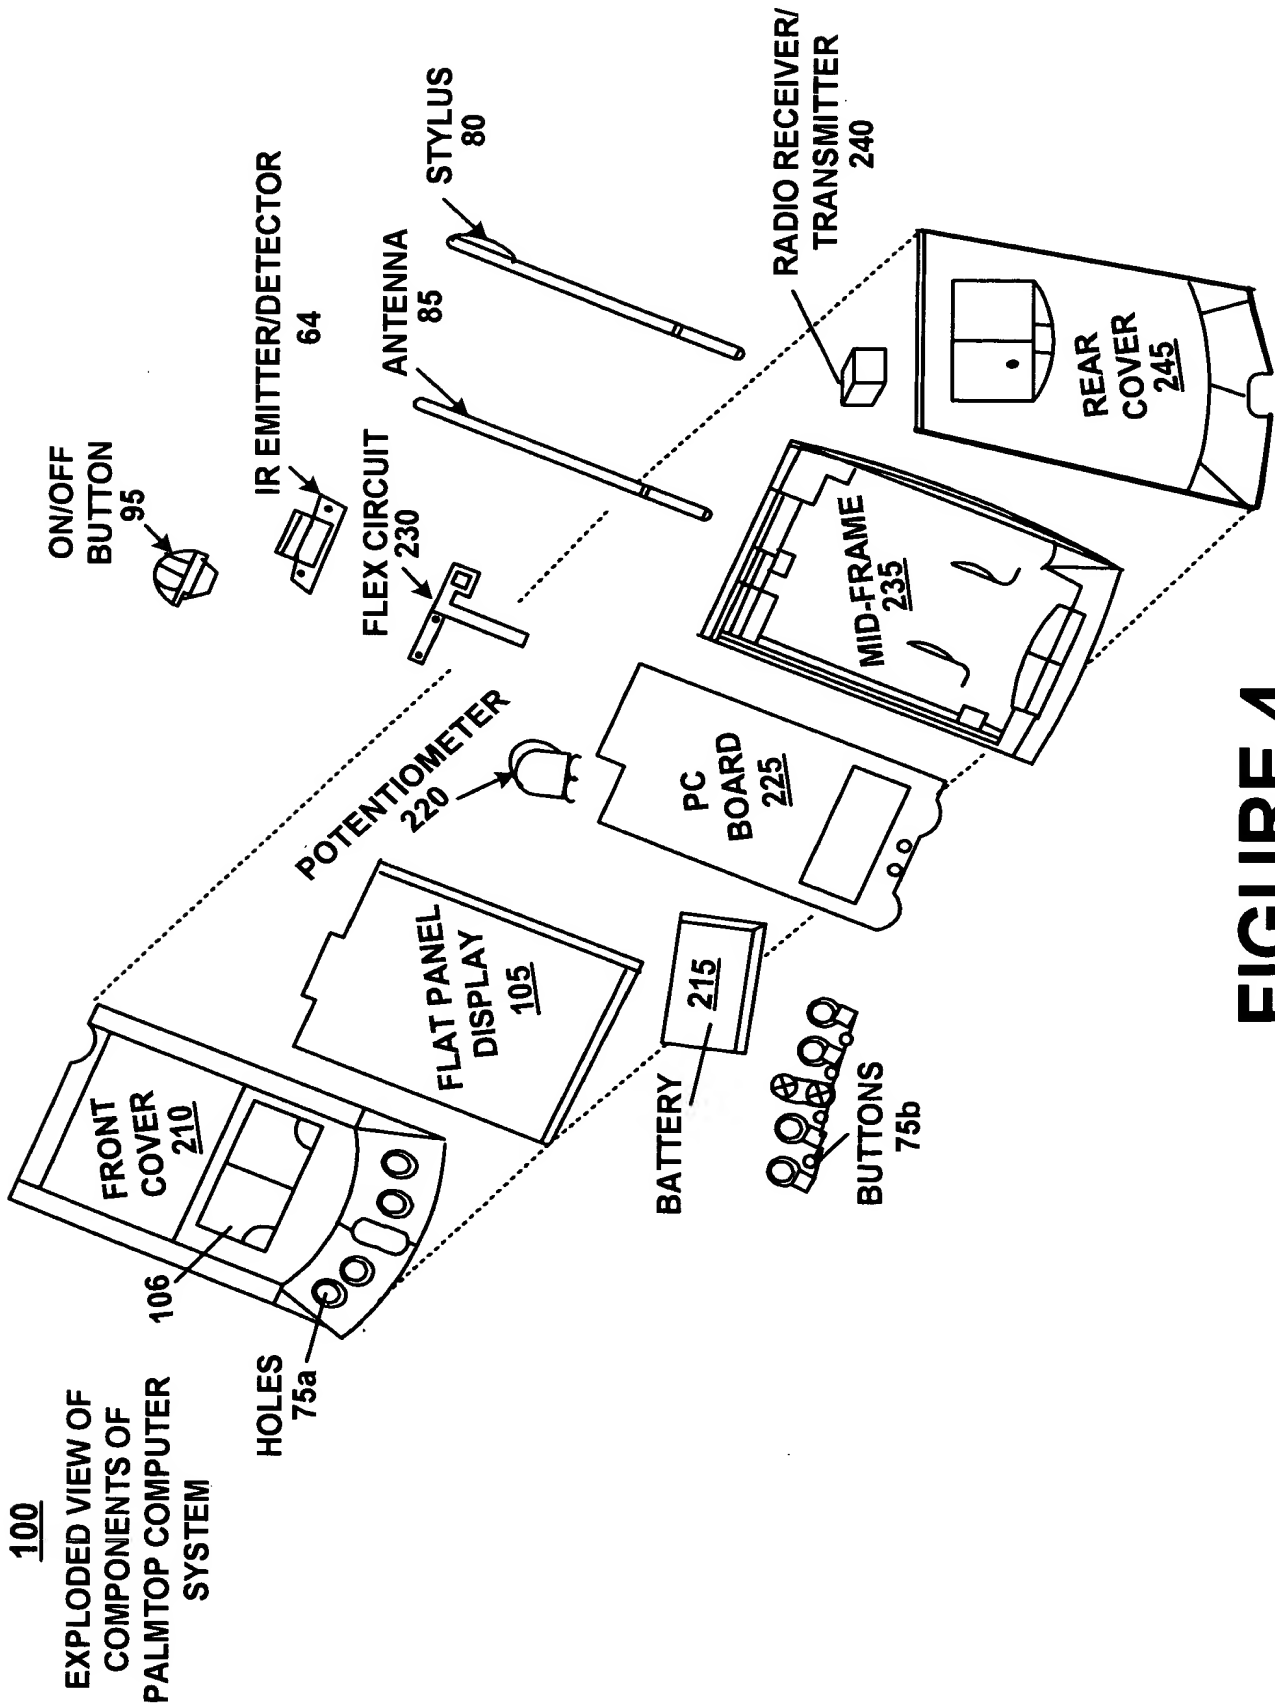 100
EXPLODED VIEW OF
COMPONENTS OF
PALMTOP COMPUTER
SYSTEM
ON/OFF
BUTTON
95
IR EMITTER/DETECTOR
64
FLEX CIRCUIT
230
ANTENNA
85
STYLUS
80
RADIO RECEIVER/
TRANSMITTER
240
POTENTIOMETER
220
FRONT
COVER
210
106
HOLES
75a
FLAT PANEL
DISPLAY
105
BATTERY
215
BUTTONS
75b
PC
BOARD
225
MID-FRAME
235
REAR
COVER
245
FIGURE 4